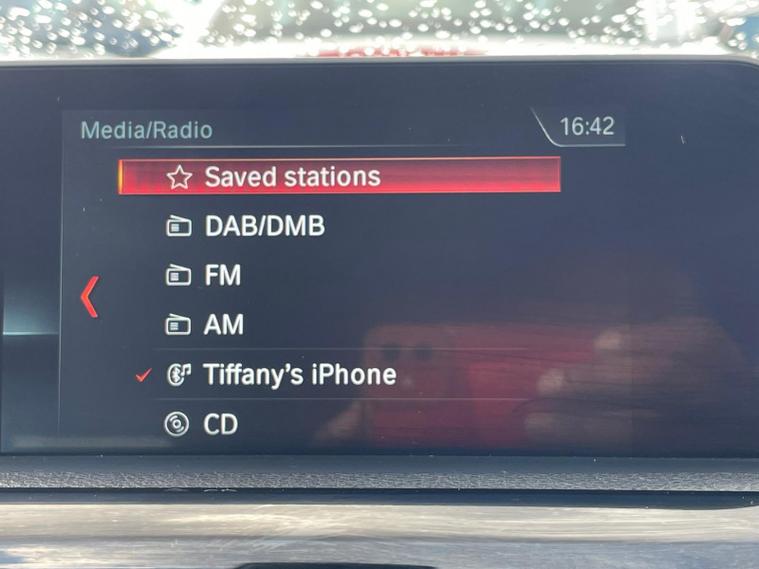 Media/Radio
16:42
Saved stations
DAB/DMB
FM
AM
Tiffany's iPhone
CD